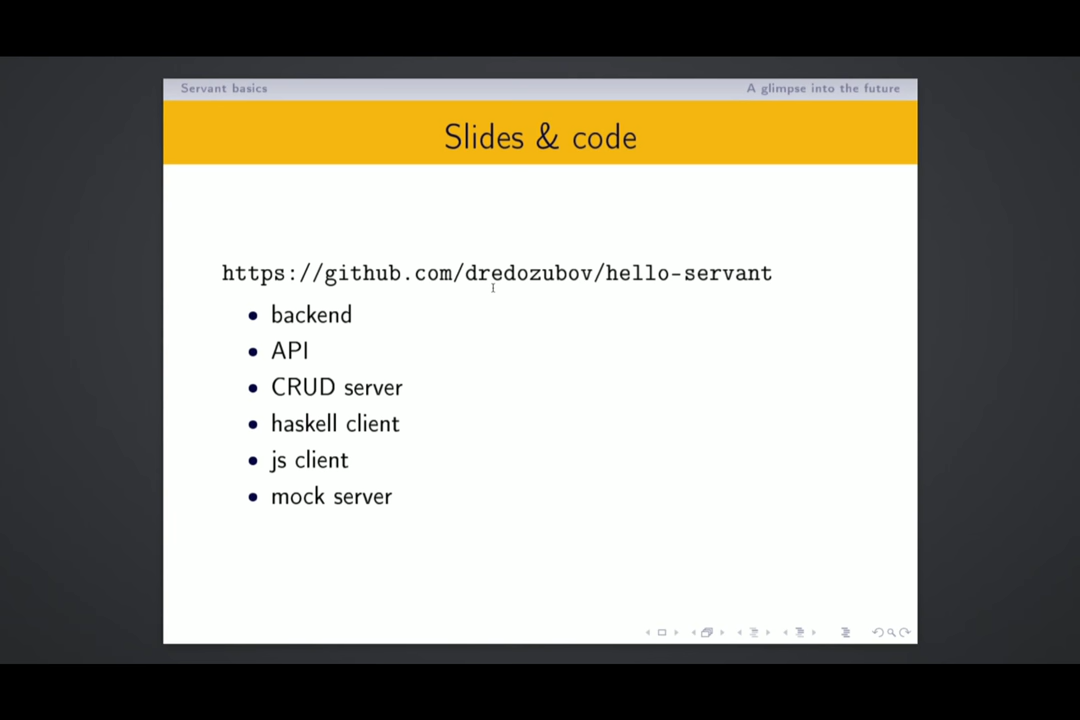 Servant basics
A glimpse into the future
Slides & code
https://github.com/dredozubov/hello-servant
• backend
• API
• CRUD server
• haskell client
• js client
• mock server